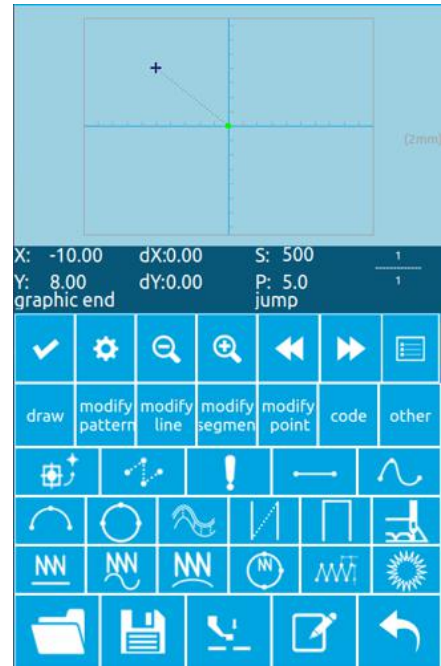 (2mm)
X: -10.00 dX:0.00 S: 500 1
Y: 8.00 dY:0.00 P: 5.0 1
graphic end jump
draw modify pattern modify line modify segmen modify point code other